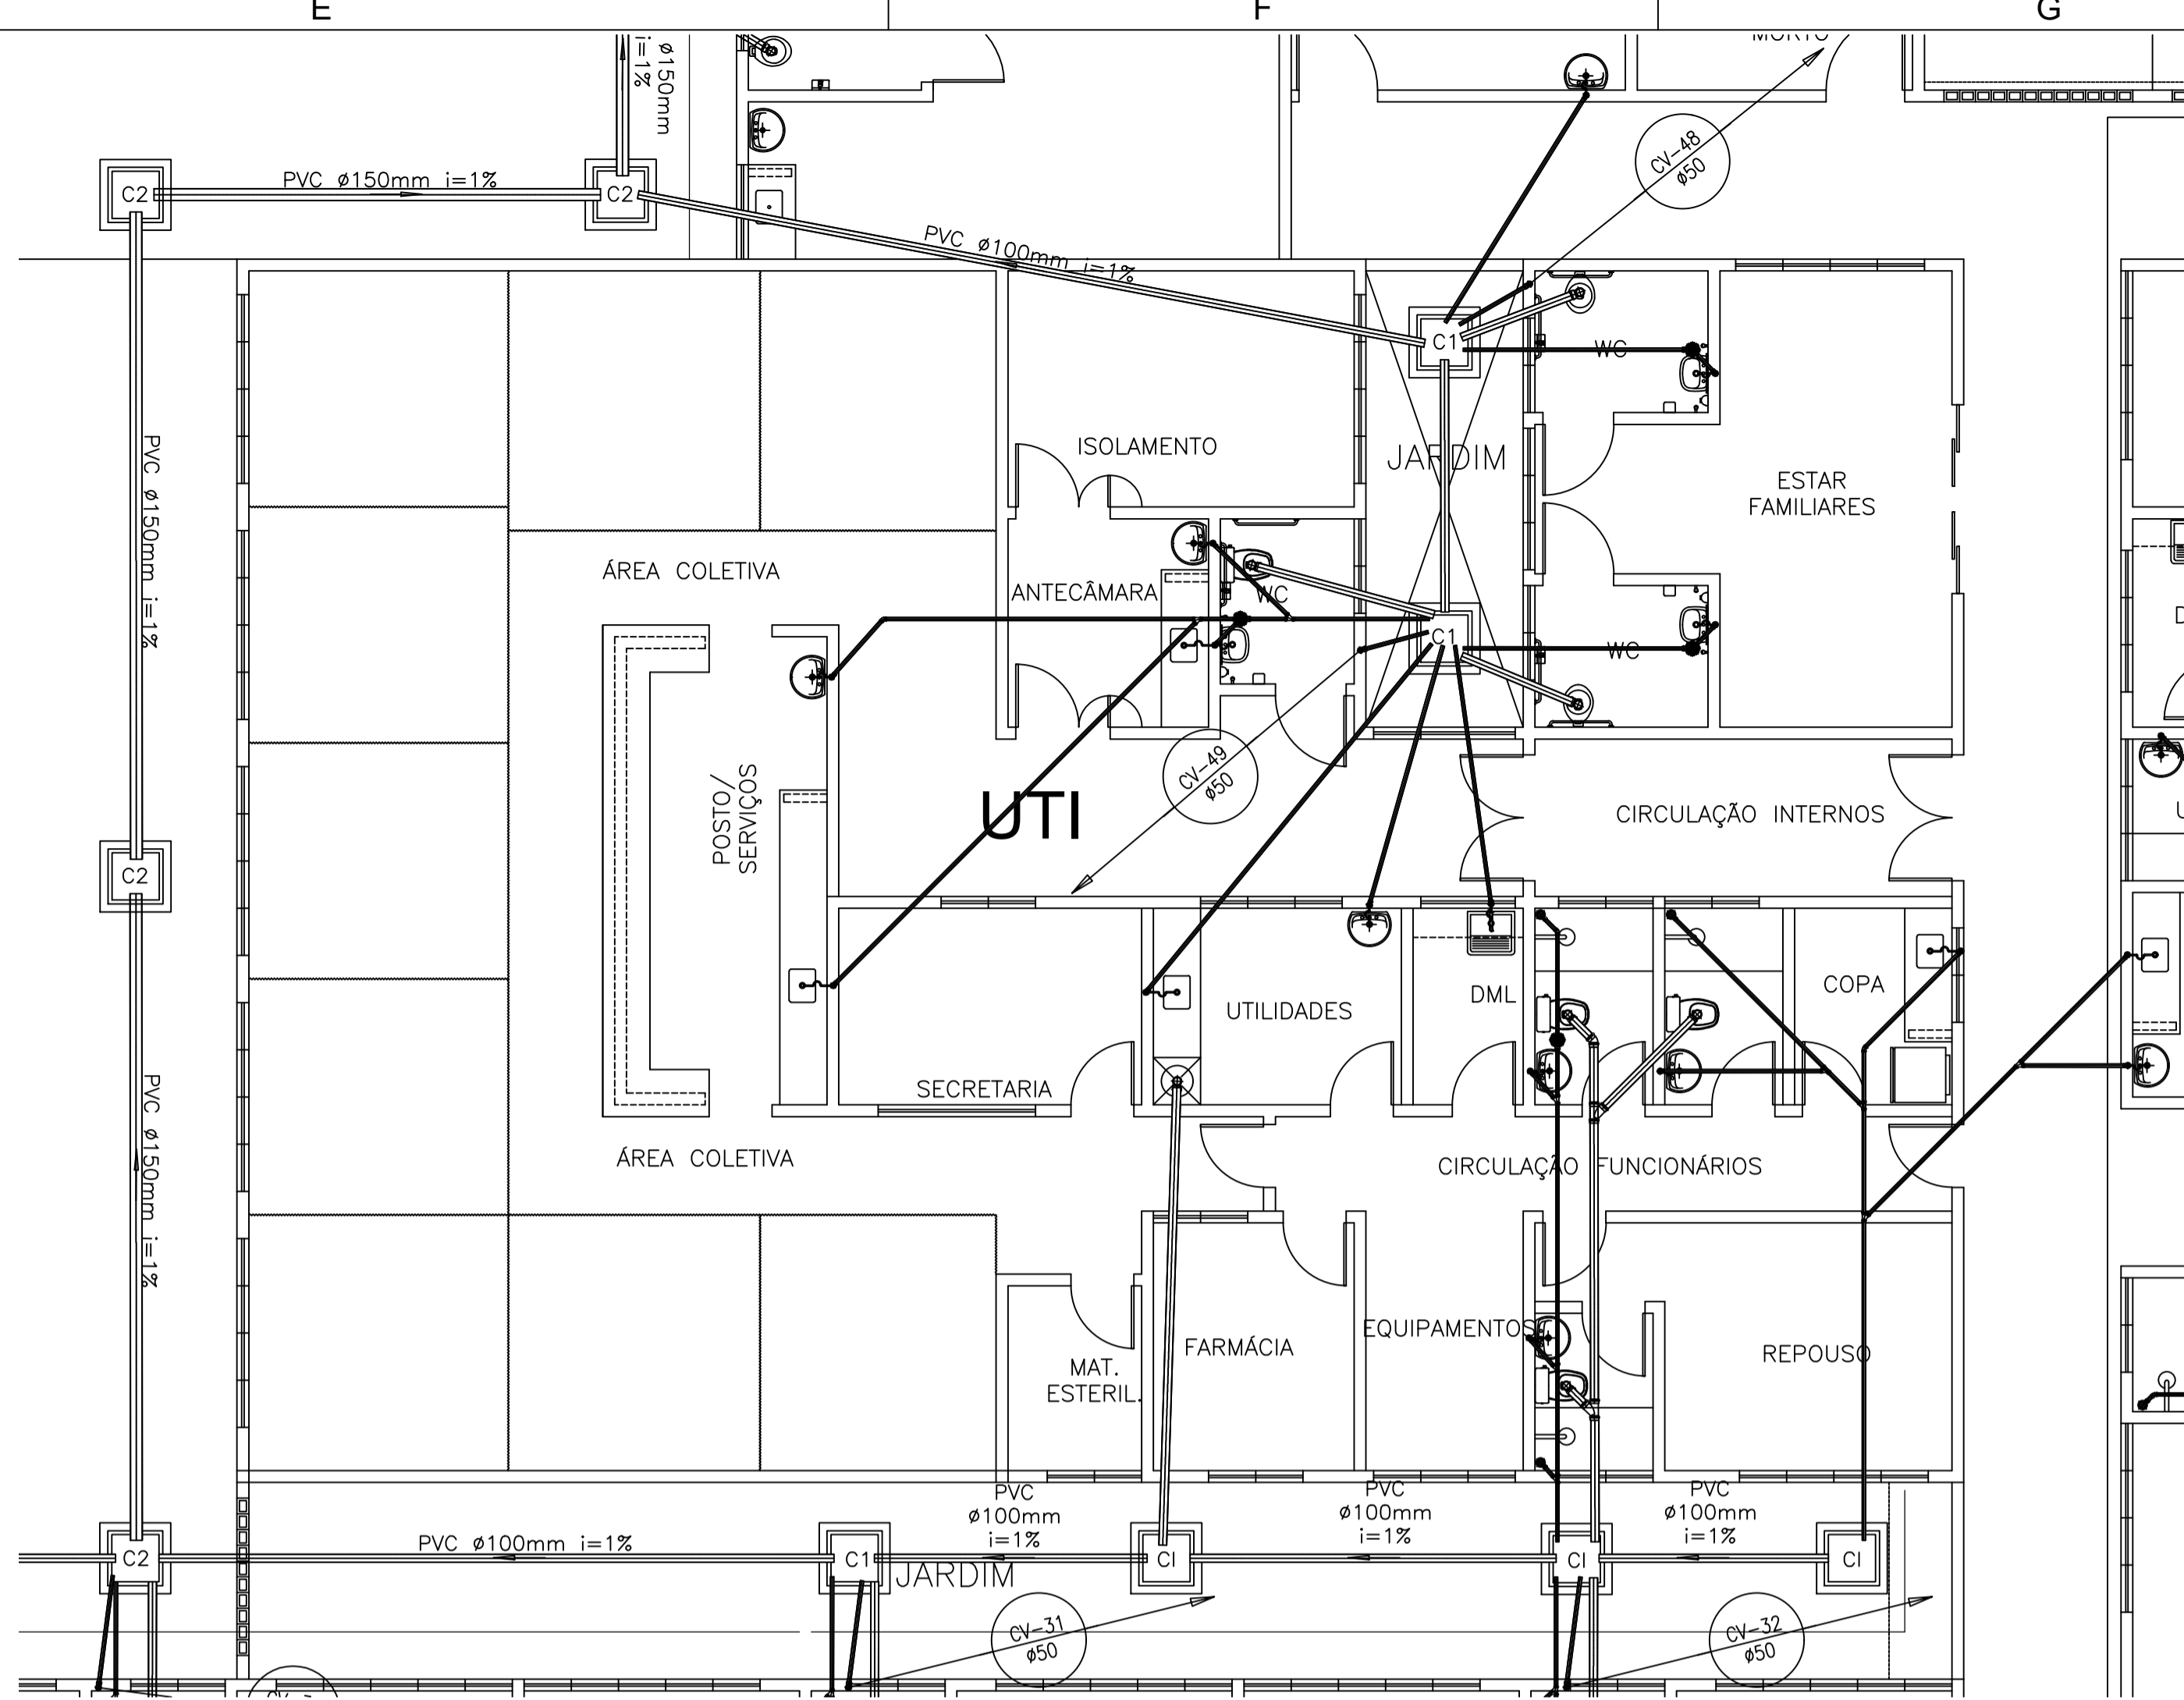 E
F
G
ø150mm
i=1%
C2
PVC ø150mm i=1%
C2
CV-48
ø50
PVC ø100mm i=1%
C1
WC
PVC ø150mm i=1%
ISOLAMENTO
JARDIM
ESTAR
FAMILIARES
ÁREA COLETIVA
ANTECÂMARA
WC
C1
WC
POSTO/
SERVIÇOS
CV-49
ø50
UTI
CIRCULAÇÃO INTERNOS
C2
COPA
DML
UTILIDADES
SECRETARIA
PVC ø150mm i=1%
ÁREA COLETIVA
CIRCULAÇÃO FUNCIONÁRIOS
EQUIPAMENTOS
FARMÁCIA
REPOUSO
MAT.
ESTERIL.
PVC
ø100mm
i=1%
PVC
ø100mm
i=1%
PVC
ø100mm
i=1%
PVC ø100mm i=1%
C2
C1
CI
CI
CI
JARDIM
CV-31
ø50
CV-32
ø50